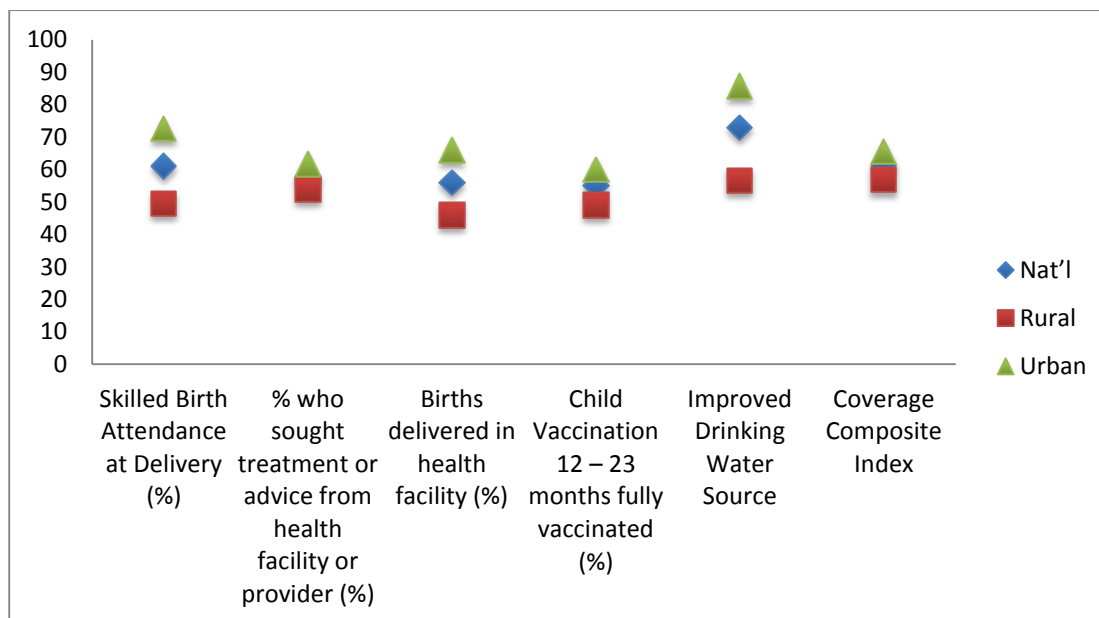 100
90
80
70
60
50
40
30
20
10
0
Skilled Birth
Attendance
at Delivery
(%)
% who
sought
treatment or
advice from
health
facility or
provider (%)
Births
delivered in
health
facility (%)
Child
Vaccination
12 – 23
months fully
vaccinated
(%)
Improved
Drinking
Water
Source
Coverage
Composite
Index
Nat’l
Rural
Urban